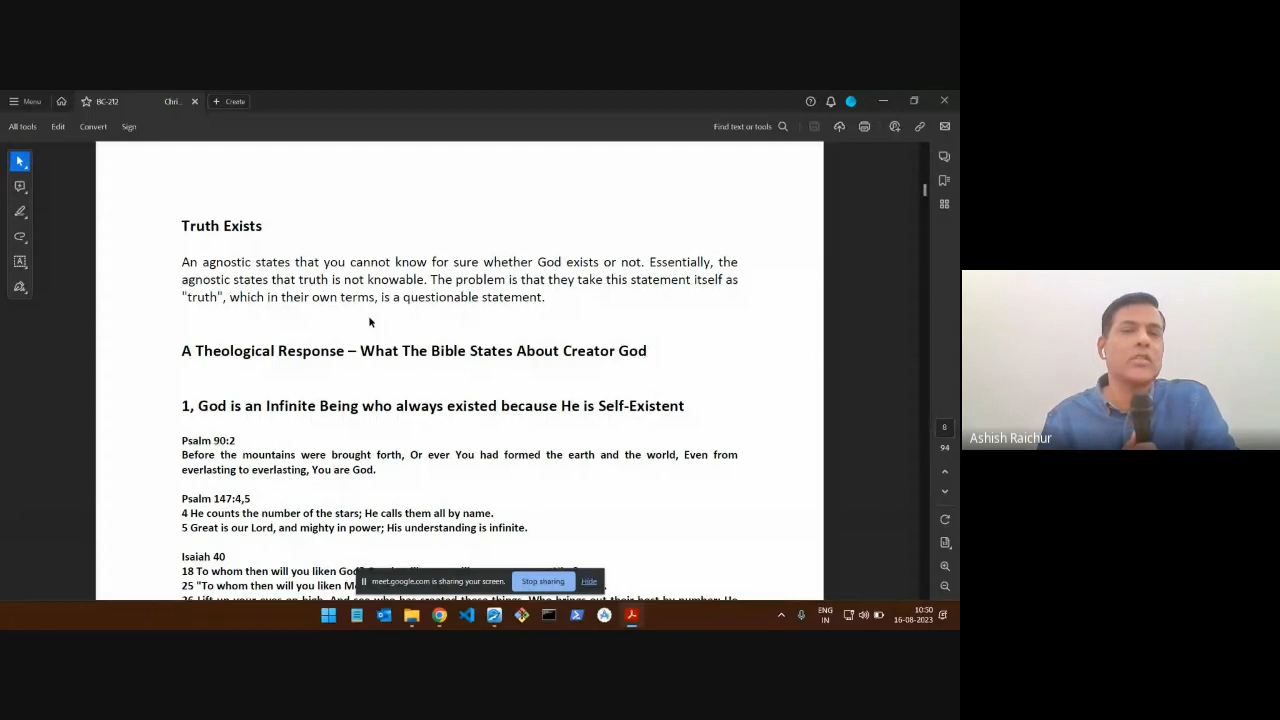 Menu
BC-212
Chri...
Create
All tools
Edit
Convert
Sign
Find text or tools
Truth Exists
An agnostic states that you cannot know for sure whether God exists or not. Essentially, the
agnostic states that truth is not knowable. The problem is that they take this statement itself as
"truth", which in their own terms, is a questionable statement.
A Theological Response – What The Bible States About Creator God
1, God is an Infinite Being who always existed because He is Self-Existent
Psalm 90:2
Before the mountains were brought forth, Or ever You had formed the earth and the world, Even from
everlasting to everlasting, You are God.
Psalm 147:4,5
4 He counts the number of the stars; He calls them all by name.
5 Great is our Lord, and mighty in power; His understanding is infinite.
Isaiah 40
18 To whom then will you liken God?
25 "To whom then will you liken
8
94
meet.google.com is sharing your screen.
Stop sharing
Hide
ENG
IN
10:50
16-08-2023
Ashish Raichur